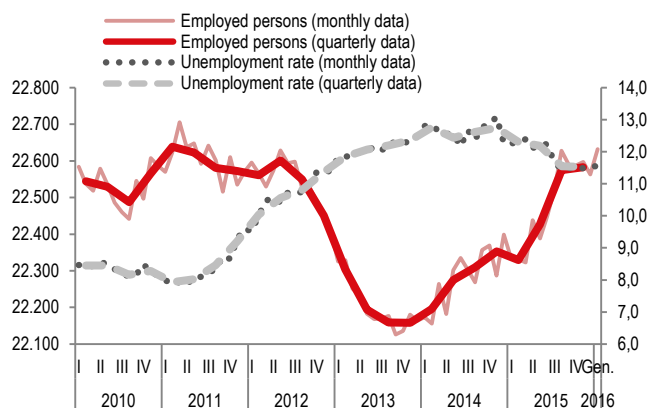 Employed persons (monthly data)
Employed persons (quarterly data)
Unemployment rate (monthly data)
Unemployment rate (quarterly data)
22.800 14,0
22.700 13,0
22.600 12,0
22.500 11,0
22.400 10,0
22.300 9,0
22.200 8,0
22.100 7,0
6,0
I II III IV I II III IV I II III IV I II III IV I II III IV I II III IV Gen.
2010 2011 2012 2013 2014 2015 2016